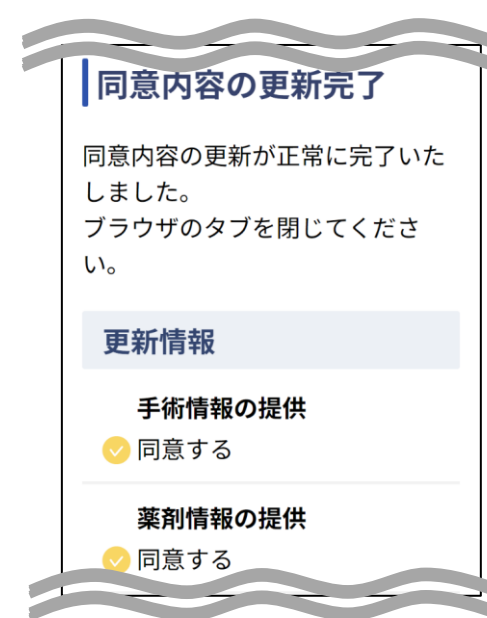 同意内容の更新完了
同意内容の更新が正常に完了いた
しました。
ブラウザのタブを閉じてくださ
い。
更新情報
手術情報の提供
同意する
薬剤情報の提供
同意する